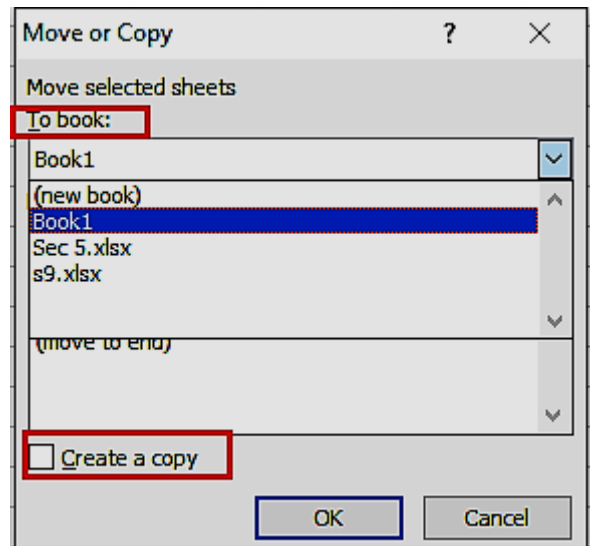 Move or Copy ?
Move selected sheets
To book:
Book1
(new book)
Book1
Sec 5.xlsx
s9.xlsx
(move to end)
Create a copy
OK Cancel